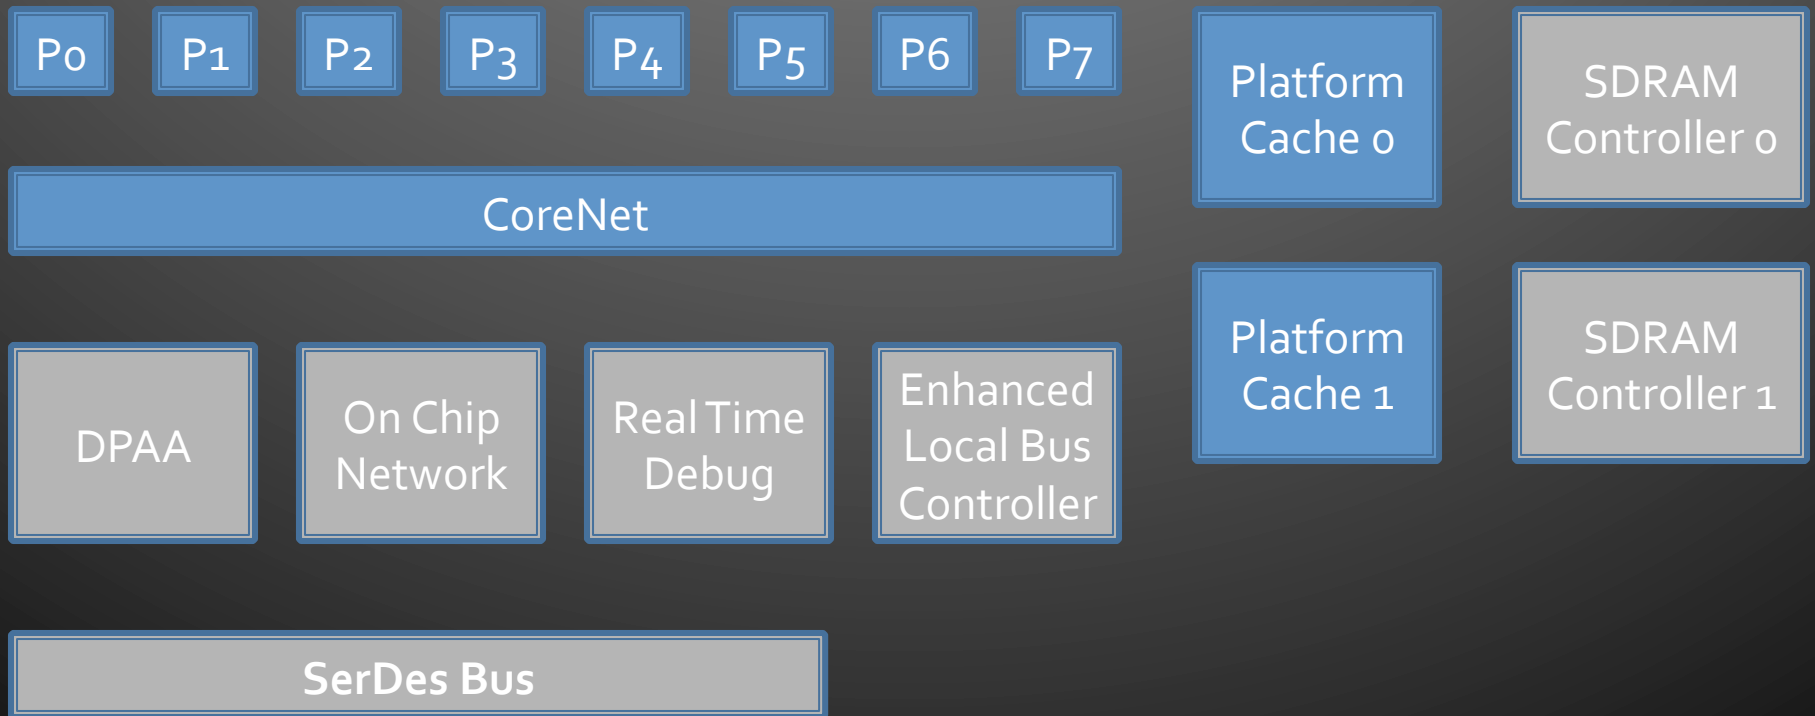 P0
P1
P2
P3
P4
P5
P6
P7
Platform
Cache 0
SDRAM
Controller 0
CoreNet
Platform
Cache 1
SDRAM
Controller 1
DPAA
On Chip
Network
Real Time
Debug
Enhanced
Local Bus
Controller
SerDes Bus